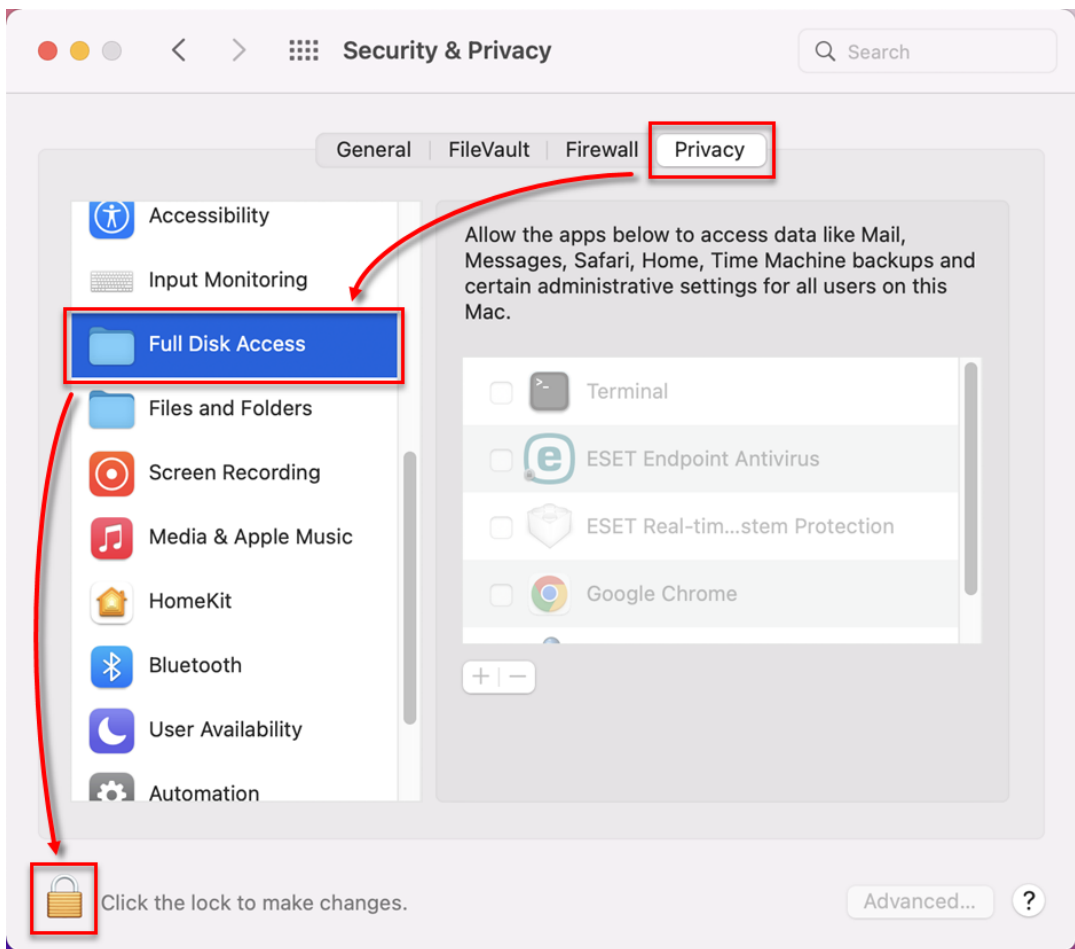 Security & Privacy
Search
General
FileVault
Firewall
Privacy
Accessibility
Input Monitoring
Full Disk Access
Files and Folders
Screen Recording
Media & Apple Music
HomeKit
Bluetooth
User Availability
Automation
Allow the apps below to access data like Mail,
Messages, Safari, Home, Time Machine backups and
certain administrative settings for all users on this
Mac.
Terminal
ESET Endpoint Antivirus
ESET Real-tim...stem Protection
Google Chrome
Click the lock to make changes.
Advanced...
?